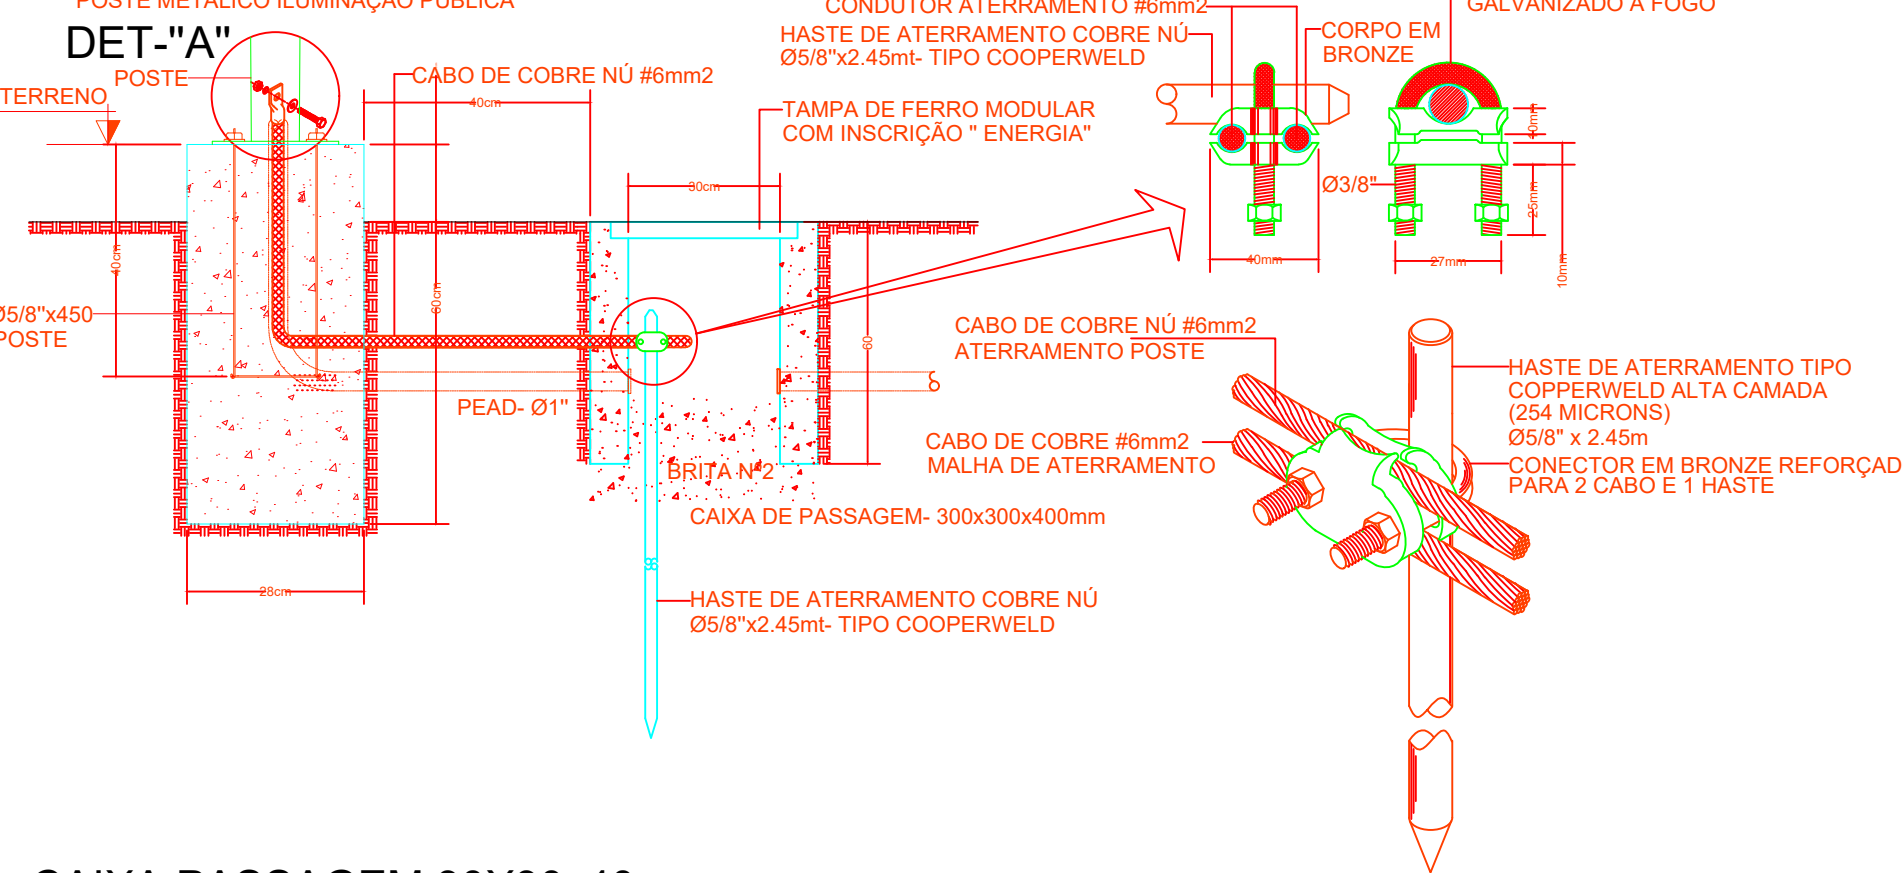 POSTE METÁLICO ILUMINAÇÃO PÚBLICA
DET-"A"
POSTE
TERRENO
CABO DE COBRE NÚ #6mm2
40cm
CONDUTOR ATERRAMENTO #6mm2
HASTE DE ATERRAMENTO COBRE NÚ
Ø5/8"x2.45mt- TIPO COOPERWELD
CORPO EM
BRONZE
GALVANIZADO A FOGO
TAMPA DE FERRO MODULAR
COM INSCRIÇÃO " ENERGIA"
30cm
40cm
60cm
60
Ø5/8"x450
POSTE
PEAD- Ø1"
BRITA Nº2
CAIXA DE PASSAGEM- 300x300x400mm
28cm
HASTE DE ATERRAMENTO COBRE NÚ
Ø5/8"x2.45mt- TIPO COOPERWELD
Ø3/8"
25mm
40mm
27mm
10mm
CABO DE COBRE NÚ #6mm2
ATERRAMENTO POSTE
CABO DE COBRE #6mm2
MALHA DE ATERRAMENTO
HASTE DE ATERRAMENTO TIPO
COPPERWELD ALTA CAMADA
(254 MICRONS)
Ø5/8" x 2.45m
CONECTOR EM BRONZE REFORÇAD
PARA 2 CABO E 1 HASTE